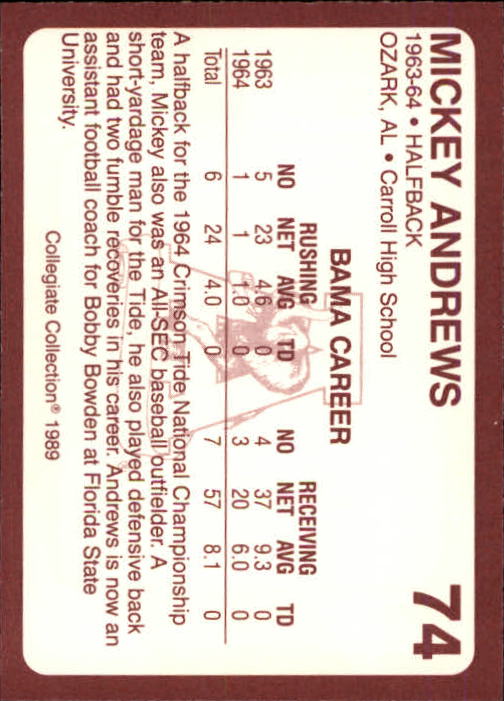 MICKEY ANDREWS 74
1963-64 • HALFBACK
OZARK, AL • Carroll High School
BAMA CAREER
RUSHING RECEIVING
NO NET AVG TD NO NET AVG TD
1963 5 23 4.6 0 4 37 9.3 0
1964 1 1 1.0 0 3 20 6.0 0
Total 6 24 4.0 0 7 57 8.1 0
A halfback for the 1964 Crimson Tide National Championship
team, Mickey also was an All-SEC baseball outfielder. A
short-yardage man for the Tide, he also played defensive back
and had two fumble recoveries in his career. Andrews is now an
assistant football coach for Bobby Bowden at Florida State
University.
Collegiate Collection® 1989